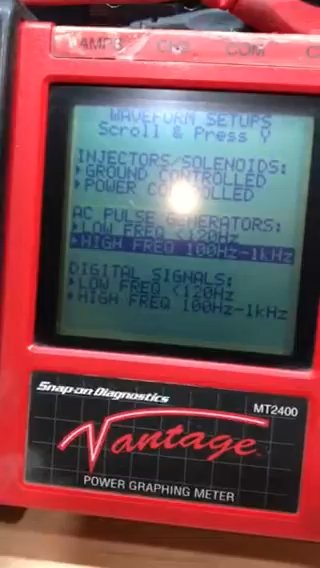 AMPS CH2 COM
WAVEFORM SETUPS
Scroll & Press Y
INJECTORS/SOLENOIDS:
GROUND CONTROLLED
POWER CONTROLLED
AC PULSE GENERATORS:
LOW FREQ <120Hz
HIGH FREQ 100Hz-1kHz
DIGITAL SIGNALS:
LOW FREQ <120Hz
HIGH FREQ 100Hz-1kHz
Snap-on Diagnostics
MT2400
Vantage
POWER GRAPHING METER